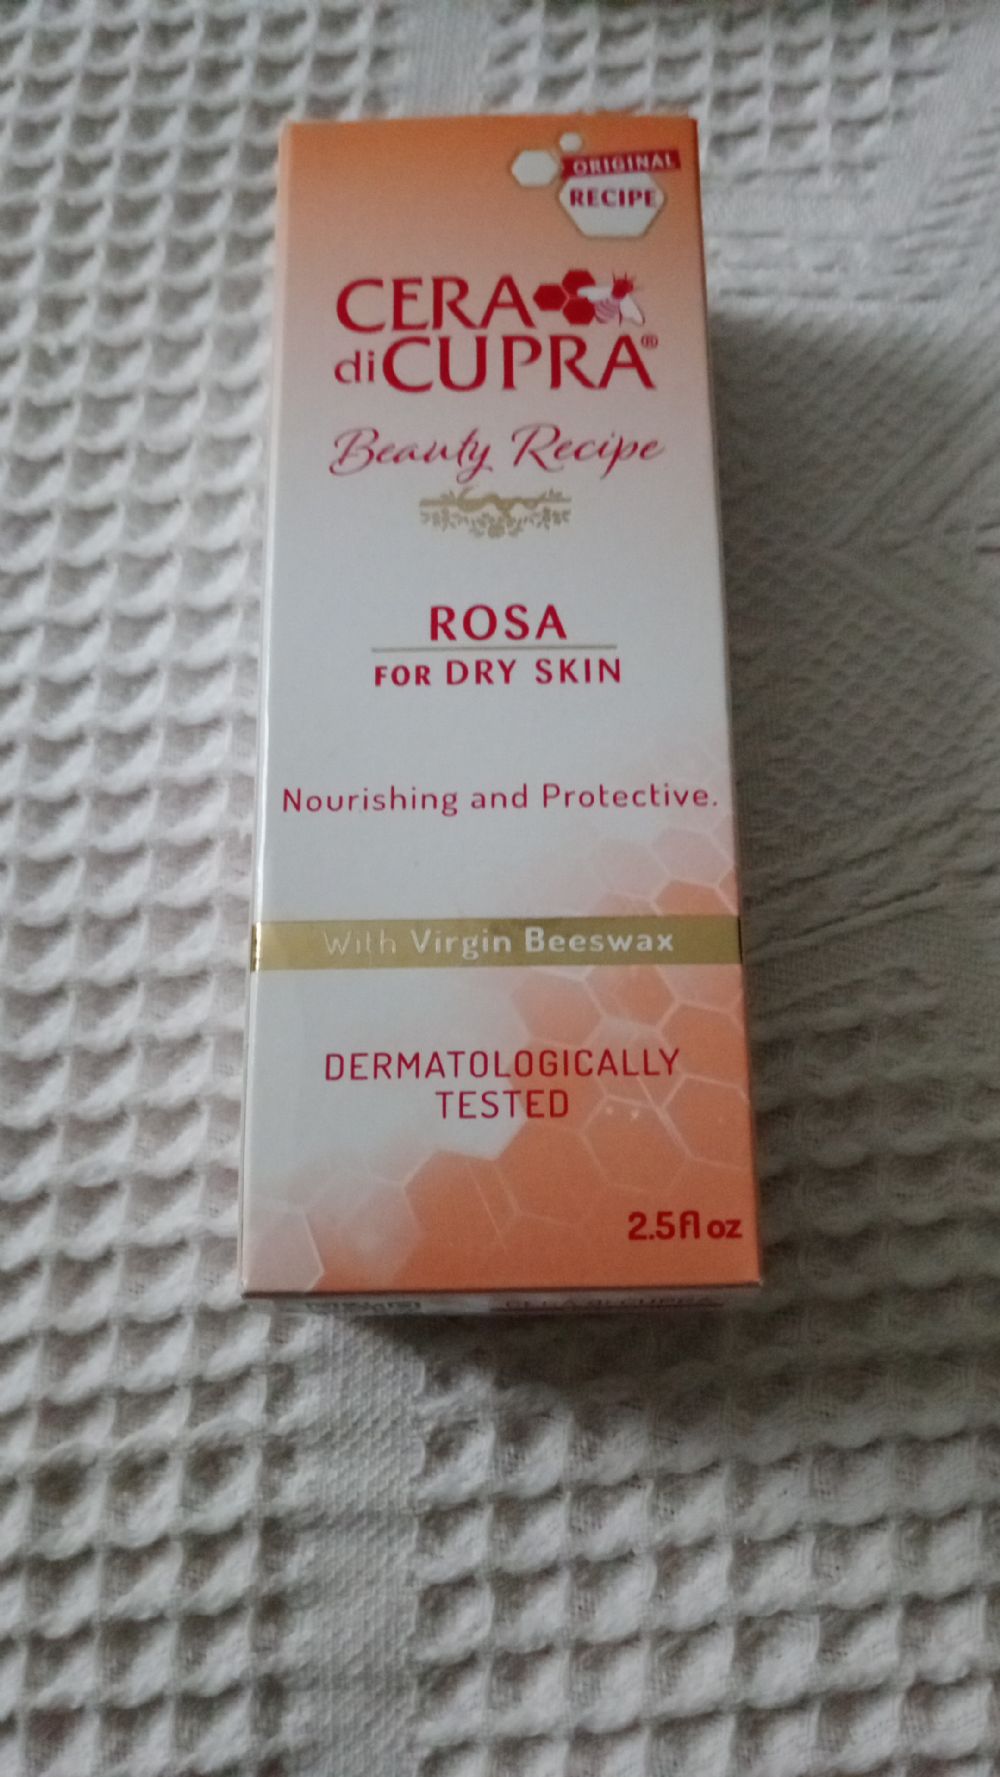 ORIGINAL
RECIPE
CERA
diCUPRA®
Beauty Recipe
ROSA
FOR DRY SKIN
Nourishing and Protective.
With Virgin Beeswax
DERMATOLOGICALLY
TESTED
2.5fl oz